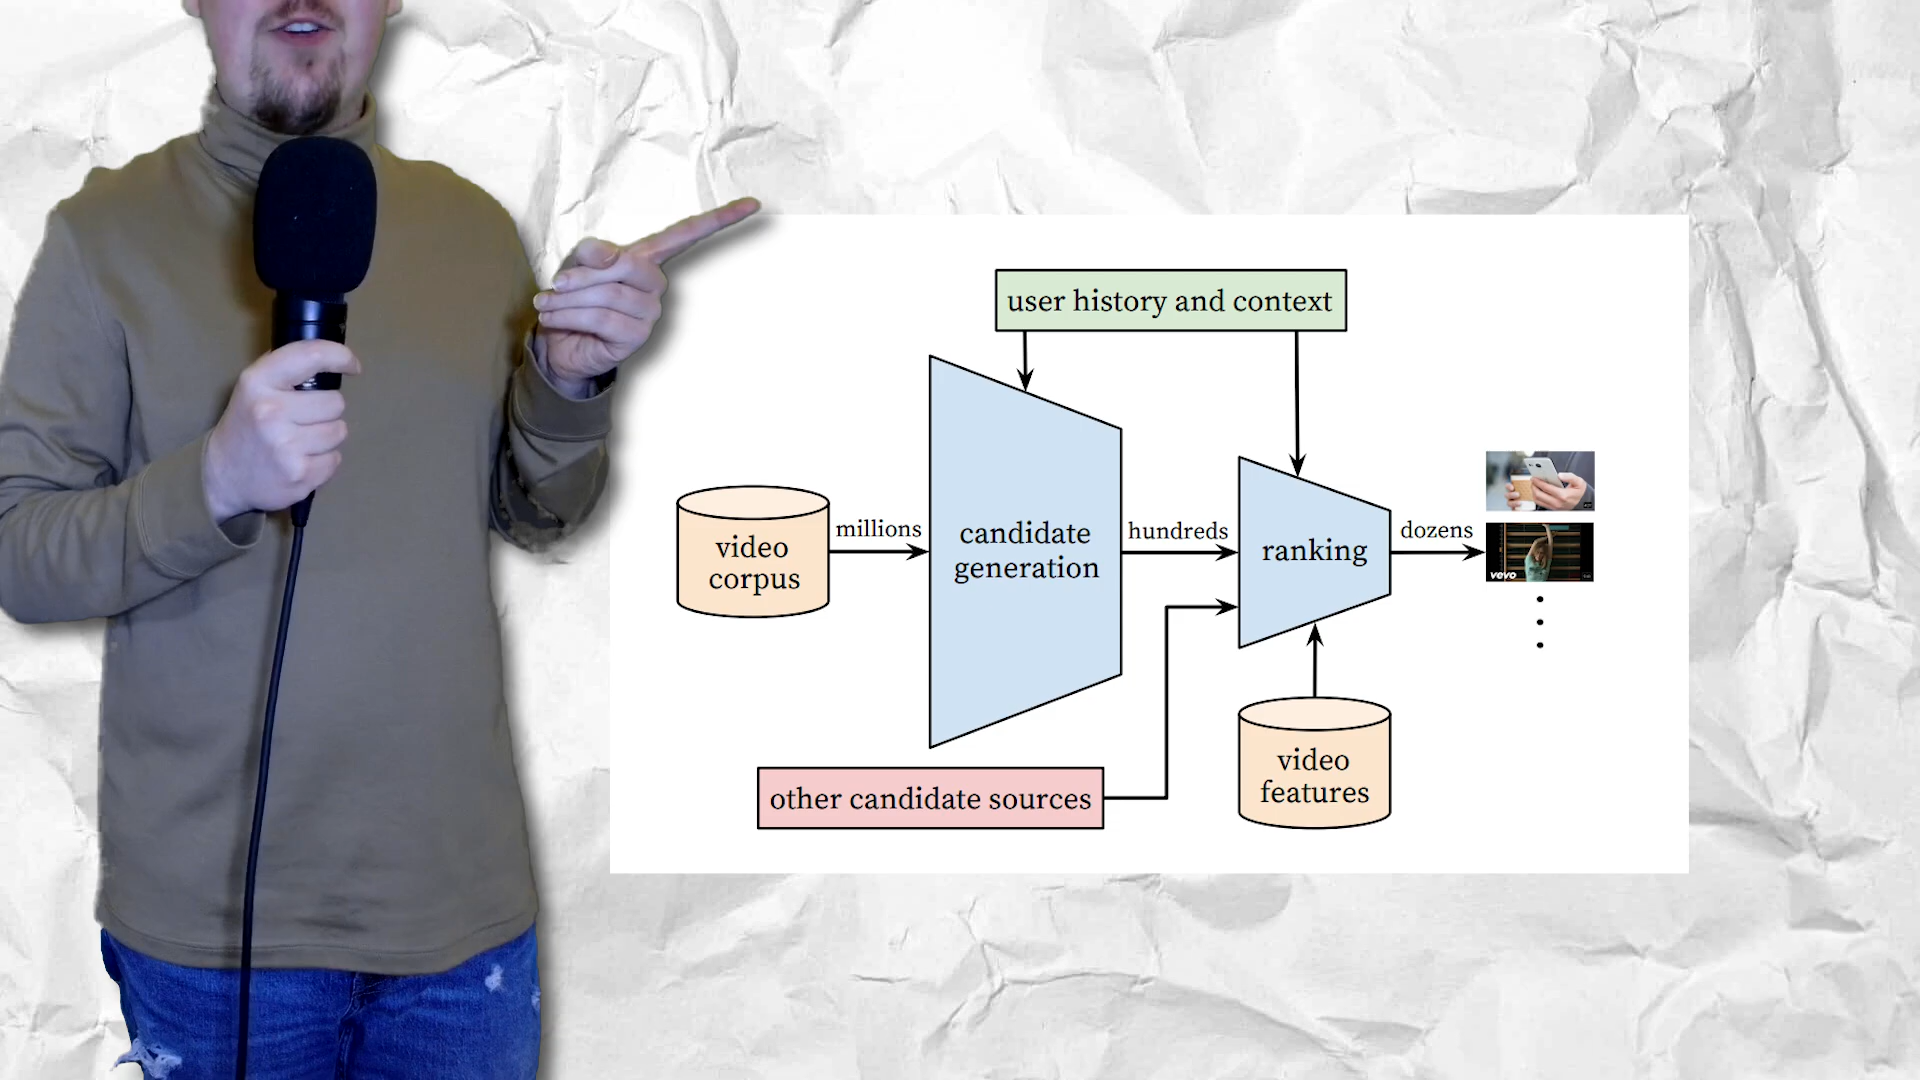 user history and context
millions
candidate
generation
hundreds
ranking
dozens
video
corpus
vevo
other candidate sources
video
features